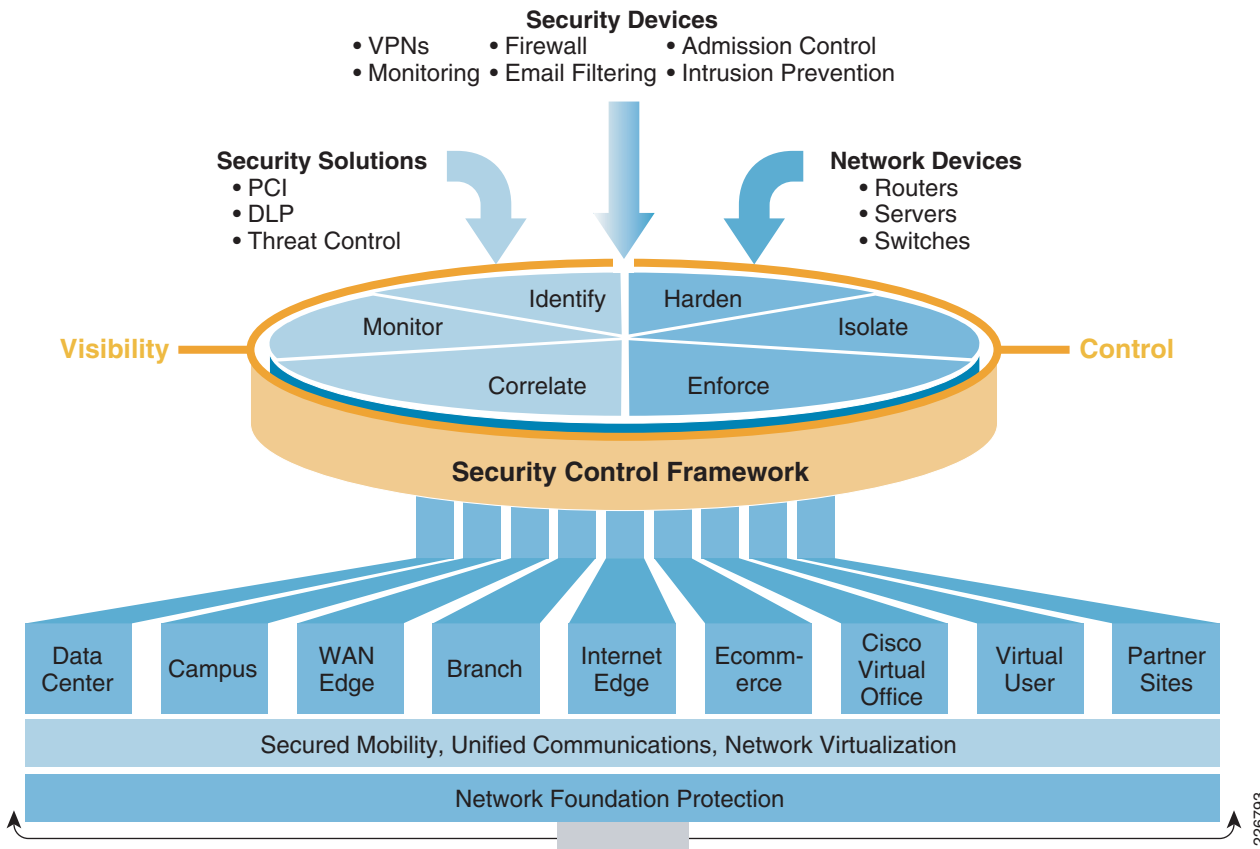 Security Devices
• VPNs • Firewall • Admission Control
• Monitoring • Email Filtering • Intrusion Prevention
Security Solutions
• PCI
• DLP
• Threat Control
Network Devices
• Routers
• Servers
• Switches
Identify
Harden
Monitor
Isolate
Visibility
Control
Correlate
Enforce
Security Control Framework
Data
Center
Campus
WAN
Edge
Branch
Internet
Edge
Ecomm-
erce
Cisco
Virtual
Office
Virtual
User
Partner
Sites
Secured Mobility, Unified Communications, Network Virtualization
Network Foundation Protection
226793